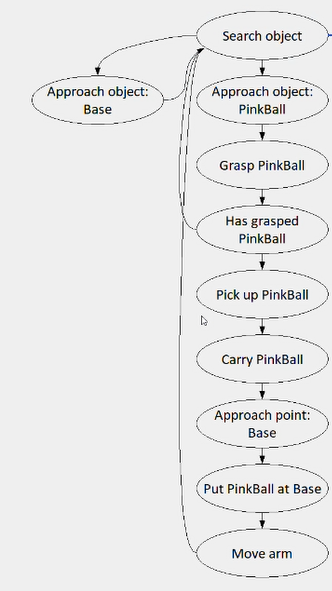 Search object
Approach object:
Base
Approach object:
PinkBall
Grasp PinkBall
Has grasped
PinkBall
Pick up PinkBall
Carry PinkBall
Approach point:
Base
Put PinkBall at Base
Move arm